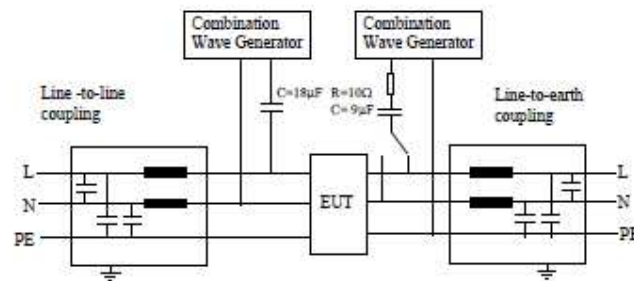 Combination
Wave Generator
Combination
Wave Generator
Line -to-line
coupling
C=18µF
R=10Ω
C=9µF
Line-to-earth
coupling
L
N
PE
EUT
L
N
PE